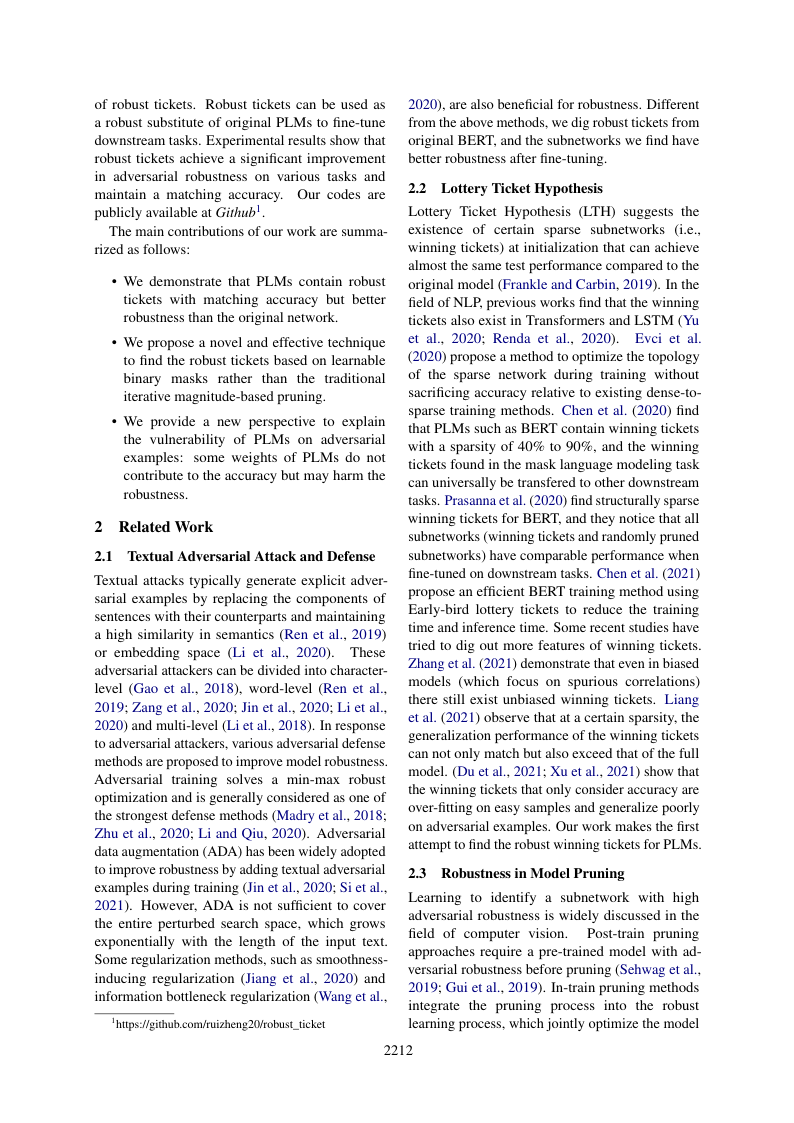 of robust tickets. Robust tickets can be used as
a robust substitute of original PLMs to fine-tune
downstream tasks. Experimental results show that
robust tickets achieve a significant improvement
in adversarial robustness on various tasks and
maintain a matching accuracy. Our codes are
publicly available at Github1.
The main contributions of our work are summa-
rized as follows:
• We demonstrate that PLMs contain robust
tickets with matching accuracy but better
robustness than the original network.
• We propose a novel and effective technique
to find the robust tickets based on learnable
binary masks rather than the traditional
iterative magnitude-based pruning.
• We provide a new perspective to explain
the vulnerability of PLMs on adversarial
examples: some weights of PLMs do not
contribute to the accuracy but may harm the
robustness.
2 Related Work
2.1 Textual Adversarial Attack and Defense
Textual attacks typically generate explicit adver-
sarial examples by replacing the components of
sentences with their counterparts and maintaining
a high similarity in semantics (Ren et al., 2019)
or embedding space (Li et al., 2020). These
adversarial attackers can be divided into character-
level (Gao et al., 2018), word-level (Ren et al.,
2019; Zang et al., 2020; Jin et al., 2020; Li et al.,
2020) and multi-level (Li et al., 2018). In response
to adversarial attackers, various adversarial defense
methods are proposed to improve model robustness.
Adversarial training solves a min-max robust
optimization and is generally considered as one of
the strongest defense methods (Madry et al., 2018;
Zhu et al., 2020; Li and Qiu, 2020). Adversarial
data augmentation (ADA) has been widely adopted
to improve robustness by adding textual adversarial
examples during training (Jin et al., 2020; Si et al.,
2021). However, ADA is not sufficient to cover
the entire perturbed search space, which grows
exponentially with the length of the input text.
Some regularization methods, such as smoothness-
inducing regularization (Jiang et al., 2020) and
information bottleneck regularization (Wang et al.,
1https://github.com/ruizheng20/robust_ticket
2020), are also beneficial for robustness. Different
from the above methods, we dig robust tickets from
original BERT, and the subnetworks we find have
better robustness after fine-tuning.
2.2 Lottery Ticket Hypothesis
Lottery Ticket Hypothesis (LTH) suggests the
existence of certain sparse subnetworks (i.e.,
winning tickets) at initialization that can achieve
almost the same test performance compared to the
original model (Frankle and Carbin, 2019). In the
field of NLP, previous works find that the winning
tickets also exist in Transformers and LSTM (Yu
et al., 2020; Renda et al., 2020). Evci et al.
(2020) propose a method to optimize the topology
of the sparse network during training without
sacrificing accuracy relative to existing dense-to-
sparse training methods. Chen et al. (2020) find
that PLMs such as BERT contain winning tickets
with a sparsity of 40% to 90%, and the winning
tickets found in the mask language modeling task
can universally be transfered to other downstream
tasks. Prasanna et al. (2020) find structurally sparse
winning tickets for BERT, and they notice that all
subnetworks (winning tickets and randomly pruned
subnetworks) have comparable performance when
fine-tuned on downstream tasks. Chen et al. (2021)
propose an efficient BERT training method using
Early-bird lottery tickets to reduce the training
time and inference time. Some recent studies have
tried to dig out more features of winning tickets.
Zhang et al. (2021) demonstrate that even in biased
models (which focus on spurious correlations)
there still exist unbiased winning tickets. Liang
et al. (2021) observe that at a certain sparsity, the
generalization performance of the winning tickets
can not only match but also exceed that of the full
model. (Du et al., 2021; Xu et al., 2021) show that
the winning tickets that only consider accuracy are
over-fitting on easy samples and generalize poorly
on adversarial examples. Our work makes the first
attempt to find the robust winning tickets for PLMs.
2.3 Robustness in Model Pruning
Learning to identify a subnetwork with high
adversarial robustness is widely discussed in the
field of computer vision. Post-train pruning
approaches require a pre-trained model with ad-
versarial robustness before pruning (Sehwag et al.,
2019; Gui et al., 2019). In-train pruning methods
integrate the pruning process into the robust
learning process, which jointly optimize the model
2212